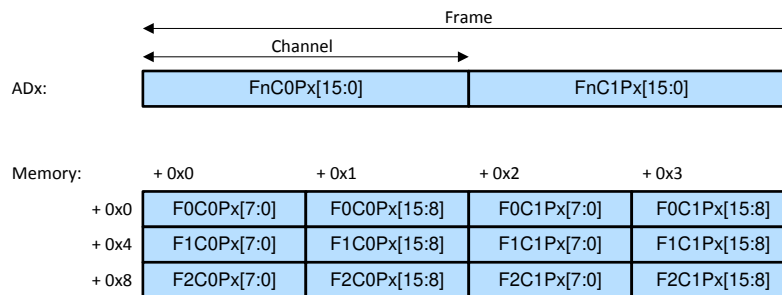 Frame
Channel
ADx: FnC0Px[15:0] FnC1Px[15:0]
Memory: + 0x0 + 0x1 + 0x2 + 0x3
+ 0x0 F0C0Px[7:0] F0C0Px[15:8] F0C1Px[7:0] F0C1Px[15:8]
+ 0x4 F1C0Px[7:0] F1C0Px[15:8] F1C1Px[7:0] F1C1Px[15:8]
+ 0x8 F2C0Px[7:0] F2C0Px[15:8] F2C1Px[7:0] F2C1Px[15:8]